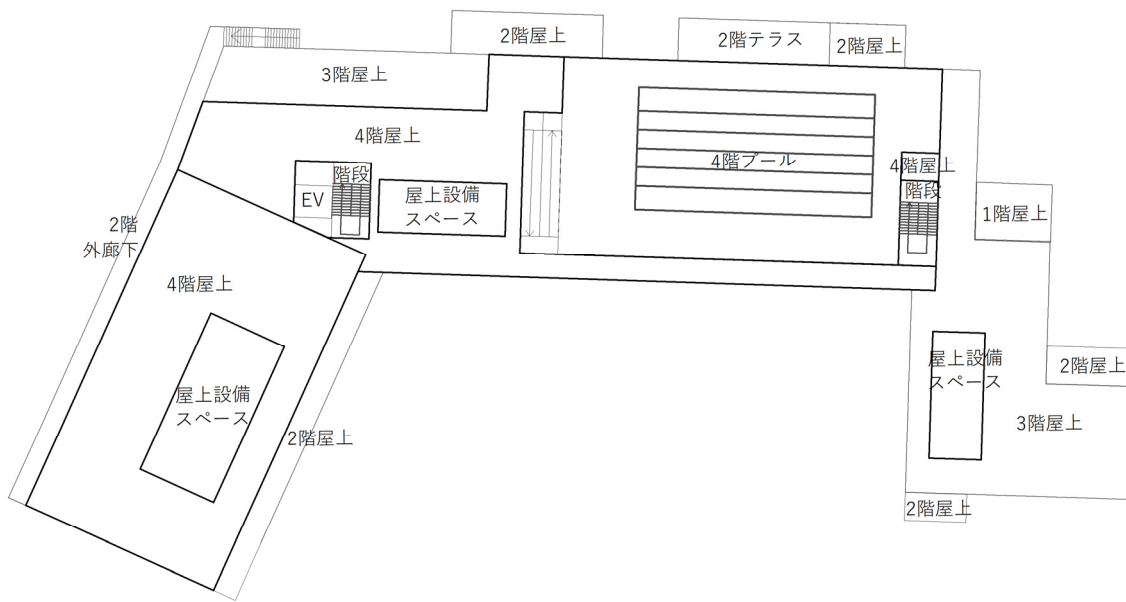 2階屋上
2階テラス
2階屋上
3階屋上
4階屋上
4階プール
4階屋上
階段
EV
屋上設備
スペース
階段
1階屋上
2階
外廊下
4階屋上
屋上設備
スペース
2階屋上
屋上設備
スペース
2階屋上
3階屋上
2階屋上